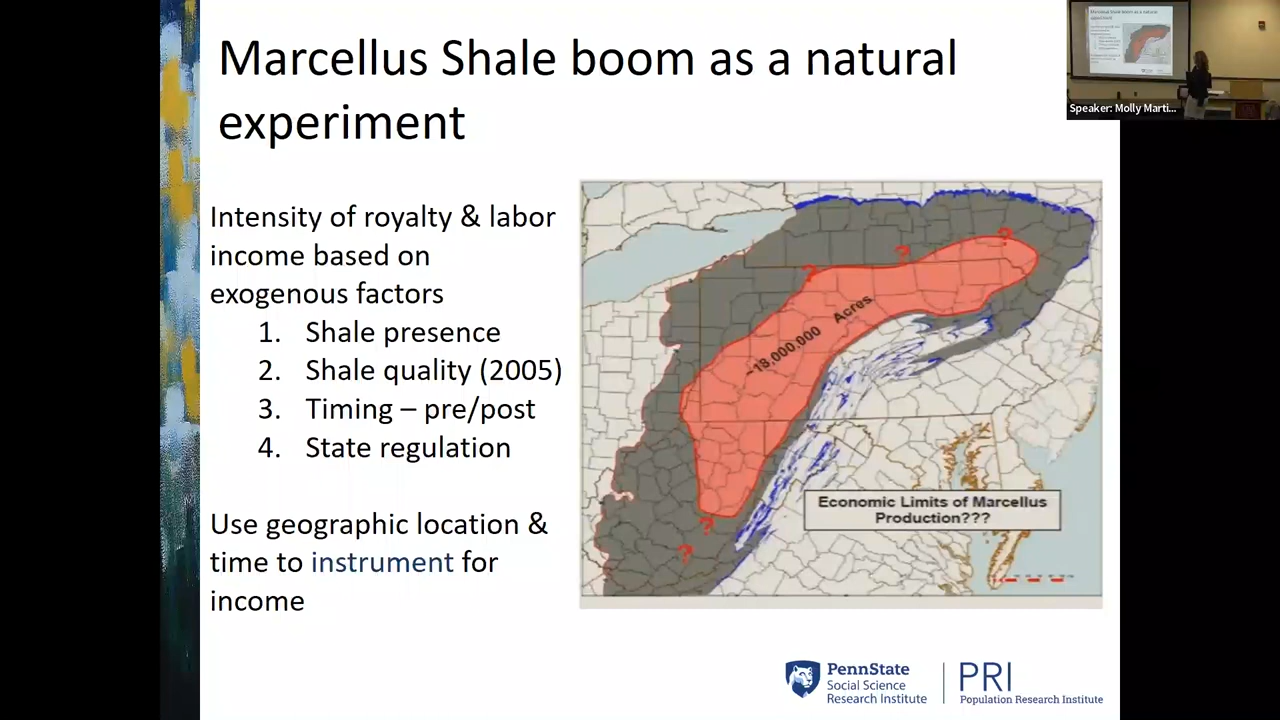 Marcellus Shale boom as a natural
experiment
Speaker: Molly Marti...
Intensity of royalty & labor
income based on
exogenous factors
1. Shale presence
2. Shale quality (2005)
3. Timing – pre/post
4. State regulation
Use geographic location &
time to instrument for
income
? ? ?
~18,000,000 Acres
Economic Limits of Marcellus
Production???
?
?
PennState
Social Science
Research Institute
PRI
Population Research Institute